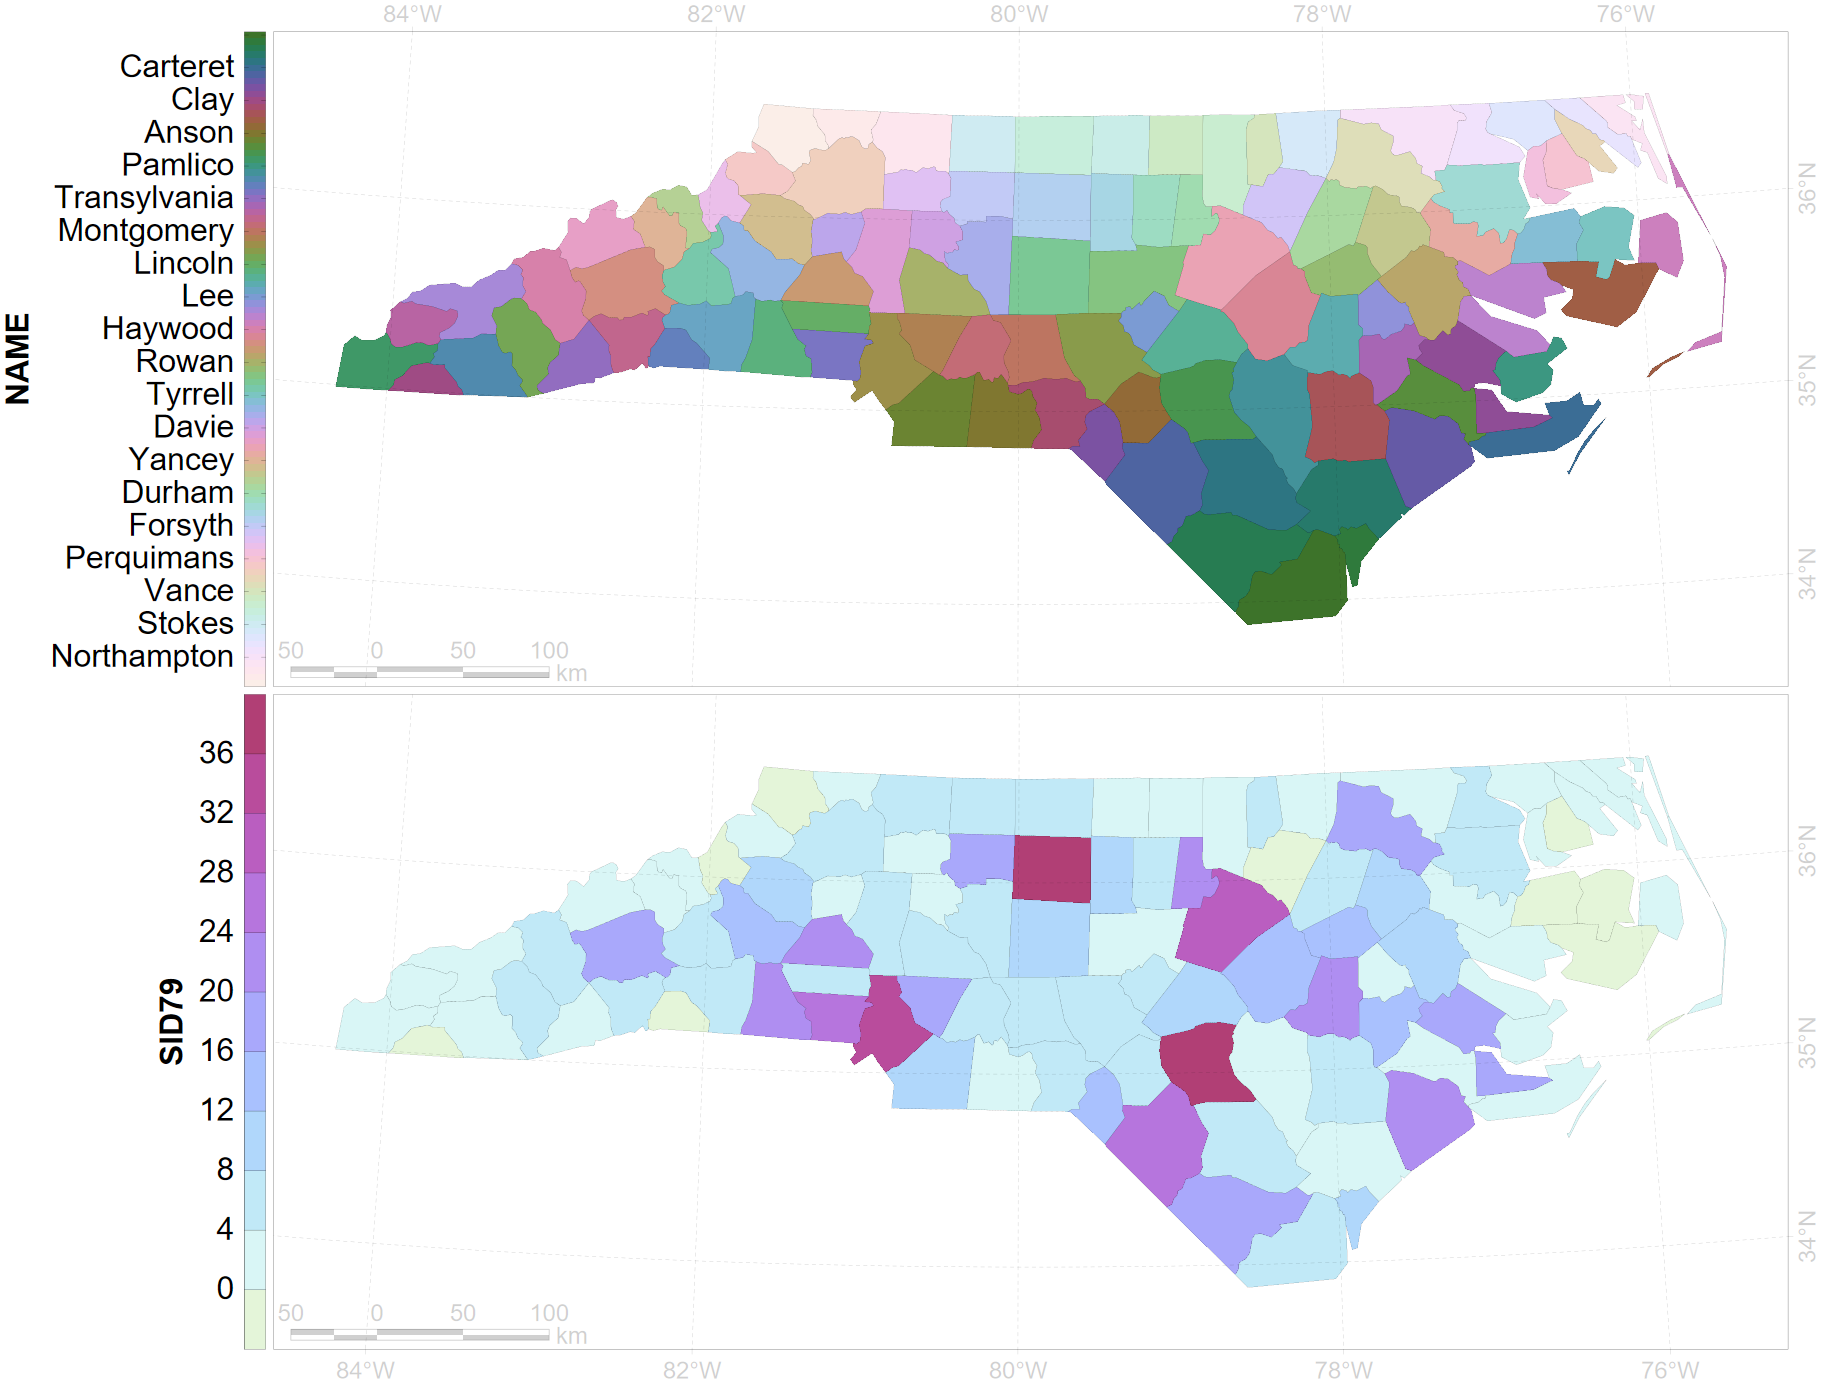 84°W 82°W 80°W 78°W 76°W
Carteret
Clay
Anson
Pamlico
Transylvania
Montgomery
Lincoln
Lee
Haywood
Rowan
Tyrrell
Davie
Yancey
Durham
Forsyth
Perquimans
Vance
Stokes
Northampton
NAME
36°N
35°N
34°N
50 0 50 100
km
36
32
28
24
20
16
12
8
4
0
SID79
36°N
35°N
34°N
50 0 50 100
km
84°W 82°W 80°W 78°W 76°W